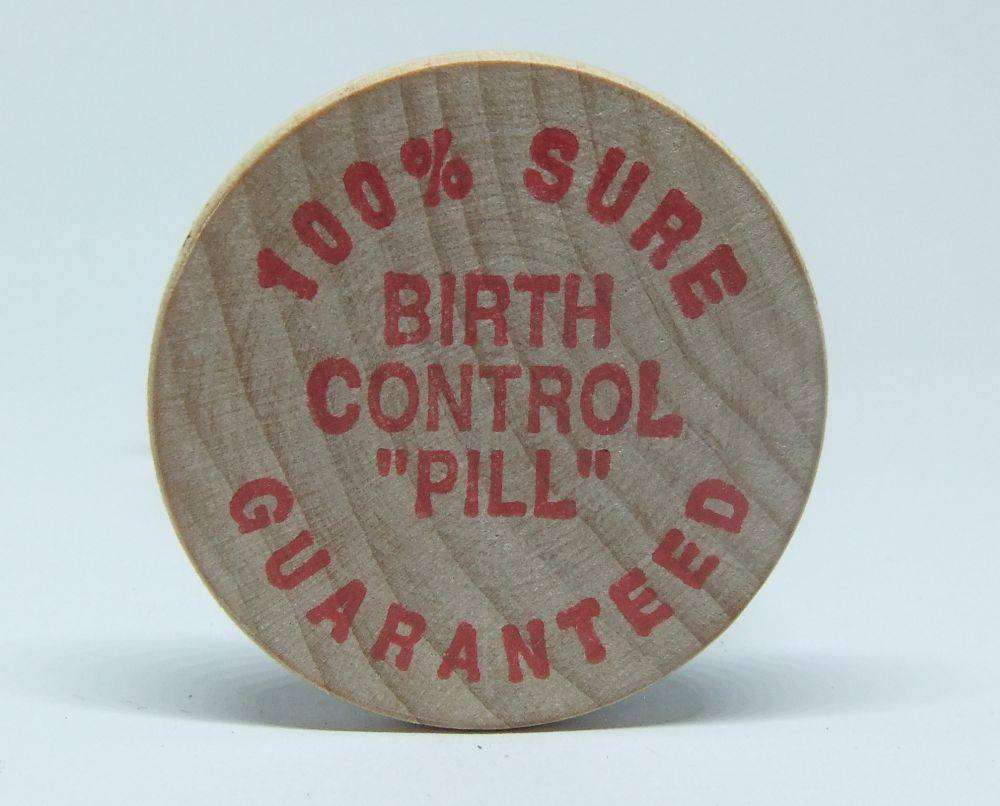 100% SURE
BIRTH
CONTROL
"PILL"
GUARANTEED